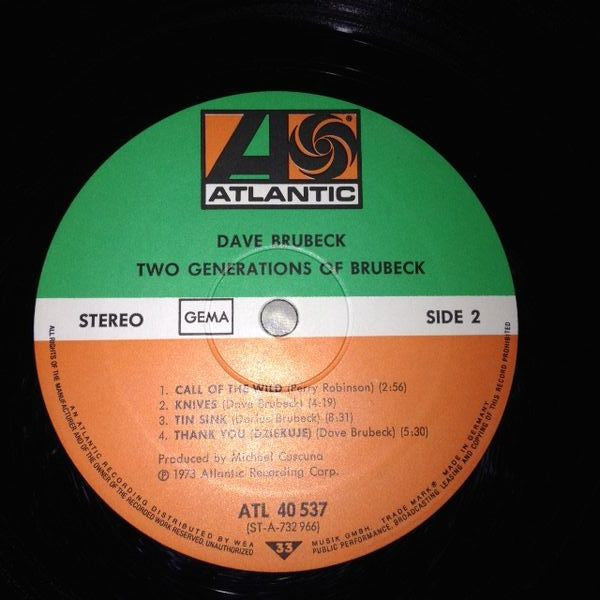 ATLANTIC
DAVE BRUBECK
TWO GENERATIONS OF BRUBECK
STEREO GEMA SIDE 2
1. CALL OF THE WILD (Perry Robinson) (2:56)
2. KNIVES (Dave Brubeck) (4:19)
3. TIN SINK (Darius Brubeck) (8:31)
4. THANK YOU (DZIEKUJE) (Dave Brubeck) (5:30)
Produced by Michael Cuscuna
℗ 1973 Atlantic Recording Corp.
ATL 40 537
(ST-A-732 966)
33
AN ATLANTIC RECORDING DISTRIBUTED BY WEA MUSIK GMBH. TRADE MARK® MADE IN GERMANY
ALL RIGHTS OF THE MANUFACTURER AND OF THE OWNER OF THE RECORDED WORK RESERVED. UNAUTHORIZED PUBLIC PERFORMANCE, BROADCASTING, LEASING AND COPYING OF THIS RECORD PROHIBITED